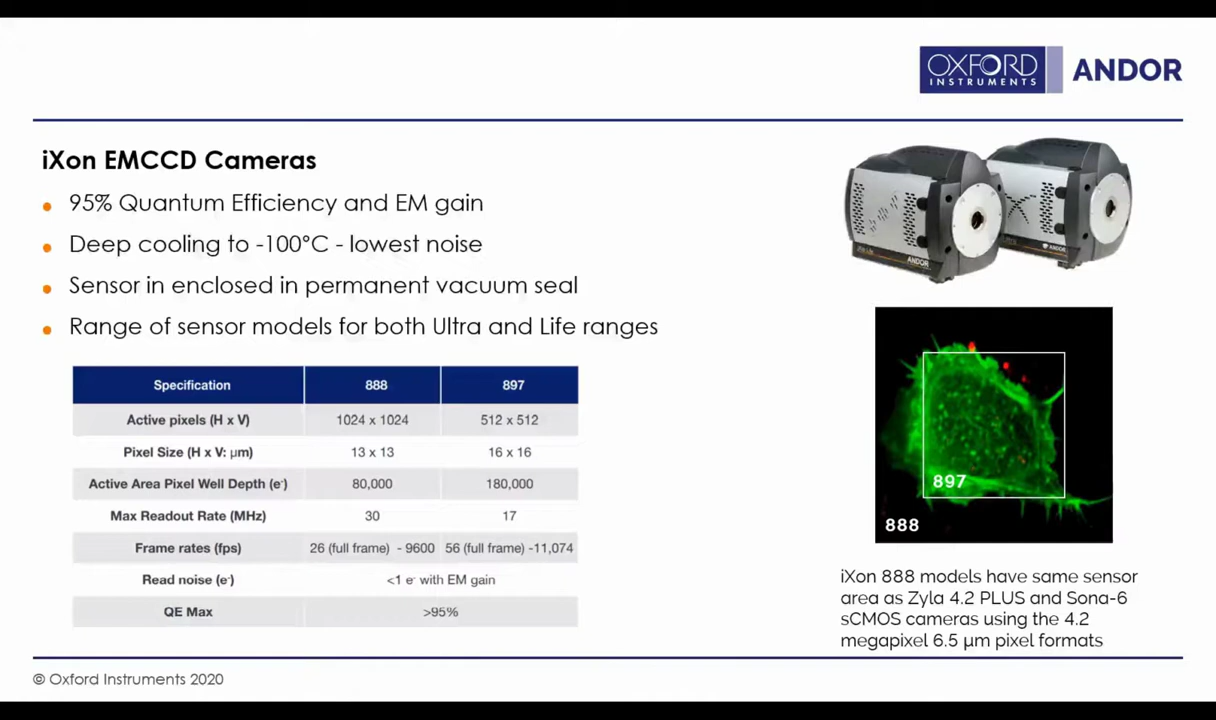 OXFORD
INSTRUMENTS
ANDOR
iXon EMCCD Cameras
95% Quantum Efficiency and EM gain
Deep cooling to -100°C - lowest noise
Sensor in enclosed in permanent vacuum seal
Range of sensor models for both Ultra and Life ranges
Specification 888 897
Active pixels (H x V) 1024 x 1024 512 x 512
Pixel Size (H x V: μm) 13 x 13 16 x 16
Active Area Pixel Well Depth (e⁻) 80,000 180,000
Max Readout Rate (MHz) 30 17
Frame rates (fps) 26 (full frame) - 9600 56 (full frame) -11,074
Read noise (e⁻) <1 e⁻ with EM gain
QE Max >95%
ANDOR
ANDOR
897
888
iXon 888 models have same sensor
area as Zyla 4.2 PLUS and Sona-6
sCMOS cameras using the 4.2
megapixel 6.5 μm pixel formats
© Oxford Instruments 2020